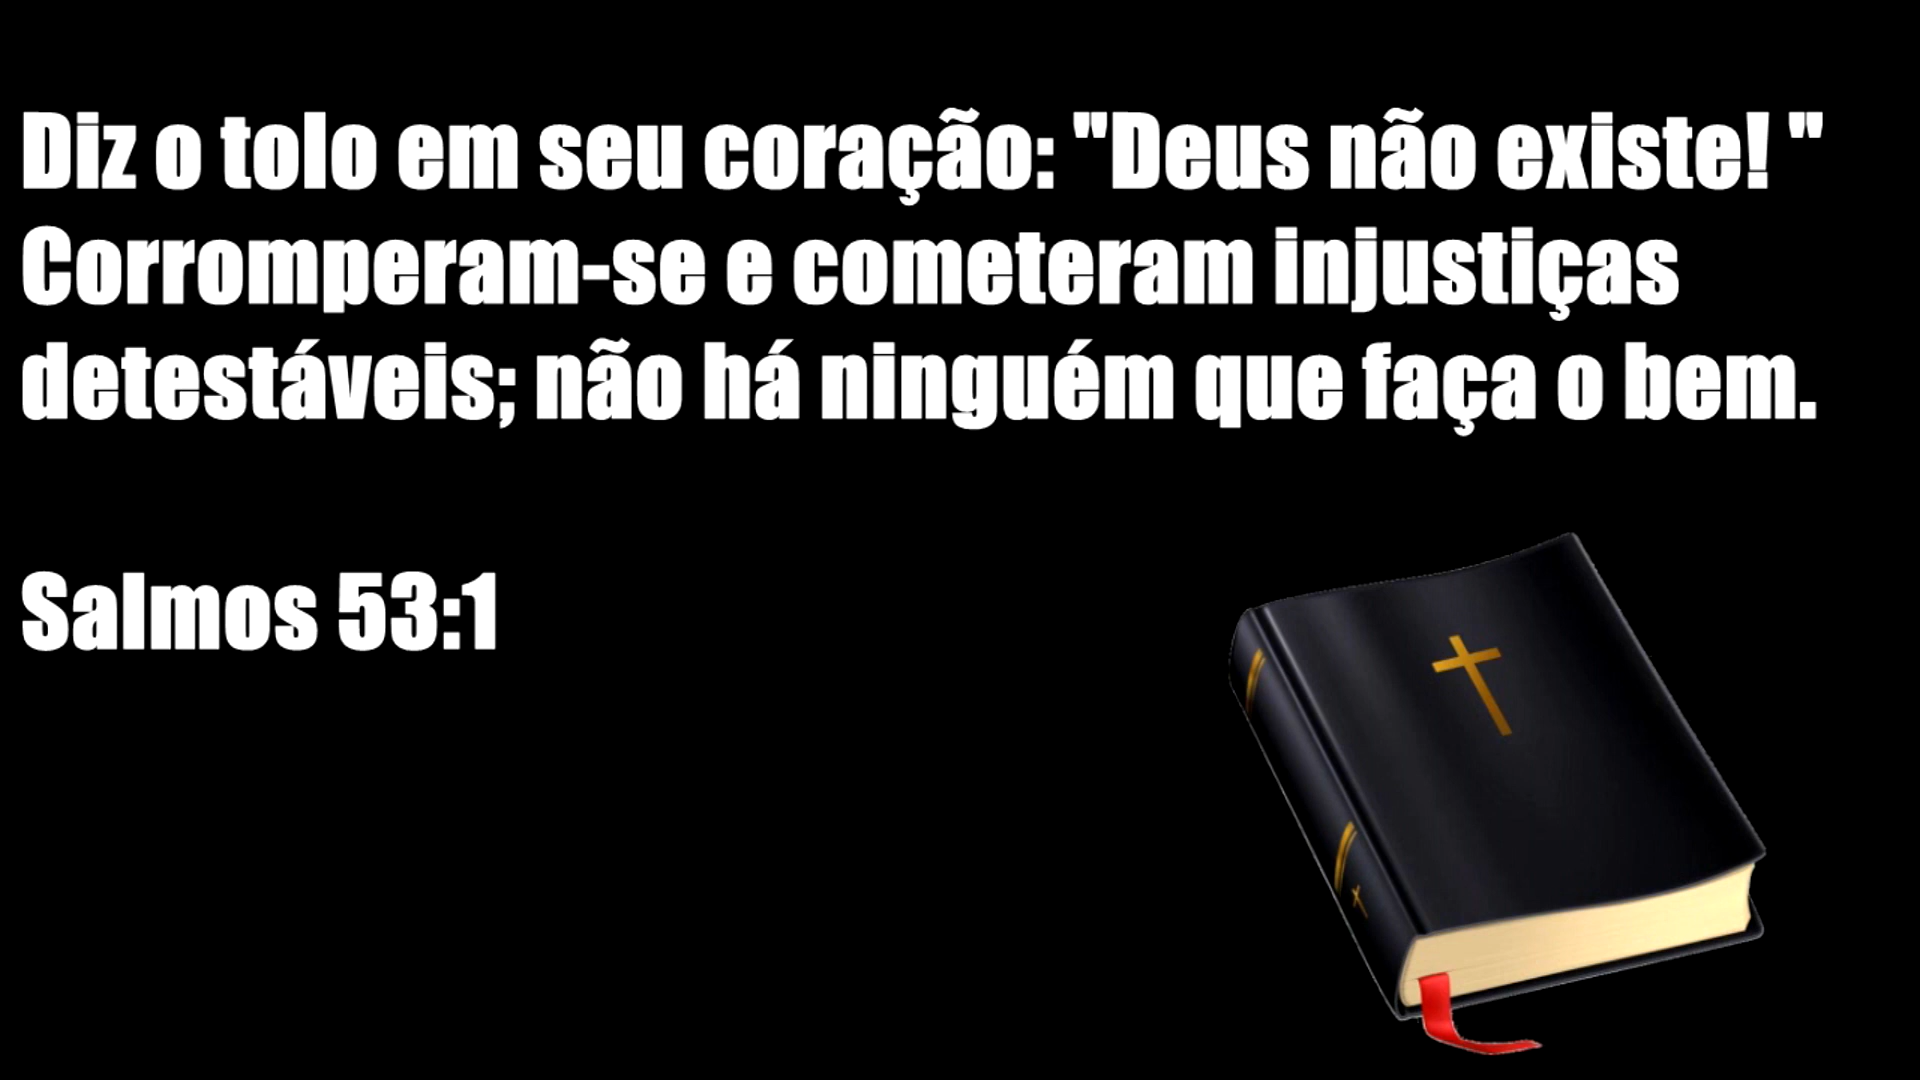 Diz o tolo em seu coração: "Deus não existe! "
Corromperam-se e cometeram injustiças
detestáveis; não há ninguém que faça o bem.
Salmos 53:1